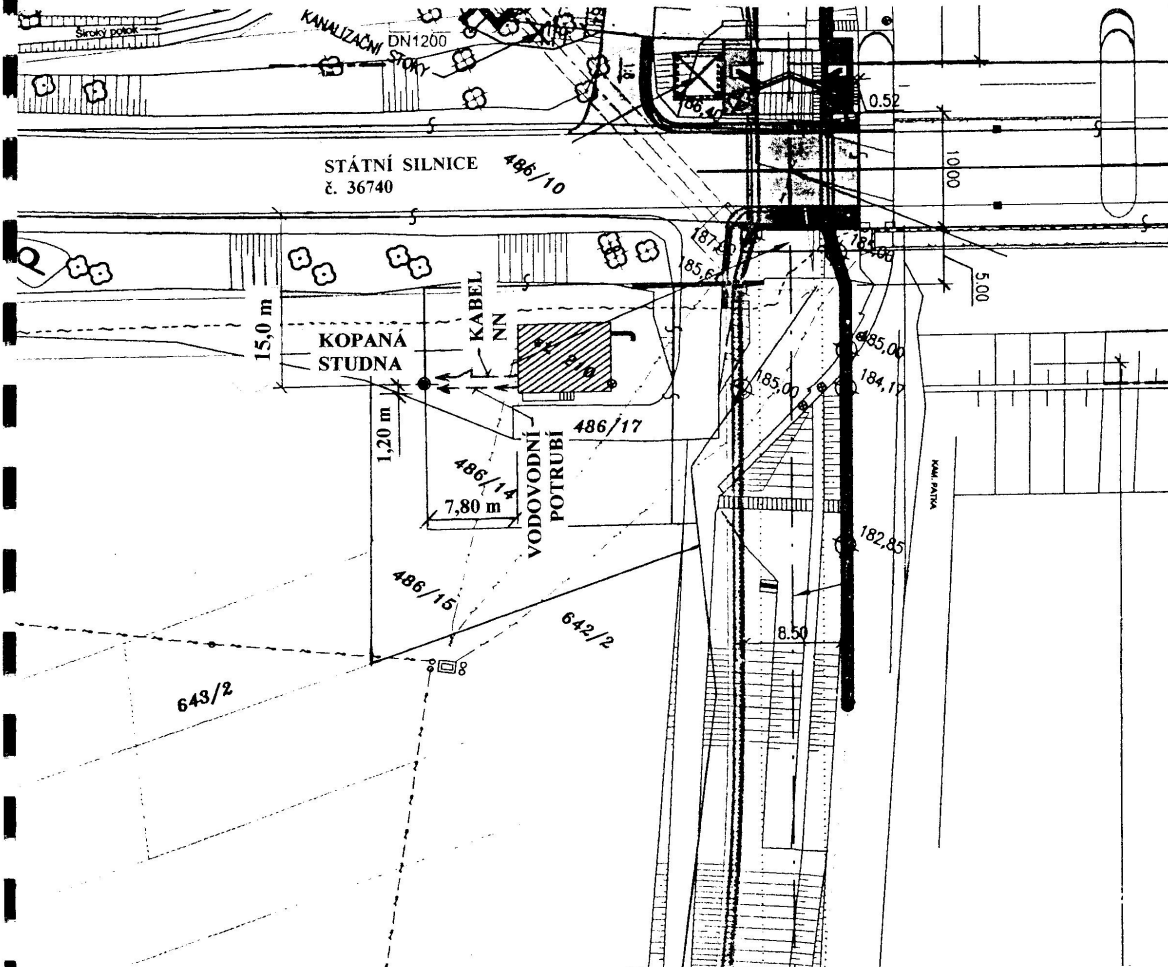 Široký potok
KANALIZAČNÍ
STOKY
DN1200
0.52
STÁTNÍ SILNICE
č. 36740
486/10
10.00
5.00
15,0 m
KABEL
NN
KOPANÁ
STUDNA
1,20 m
7,80 m
VODOVODNÍ
POTRUBÍ
486/17
486/14
486/15
642/2
643/2
185,00
185,00
184,17
182,85
8.50
KAM. PATKA